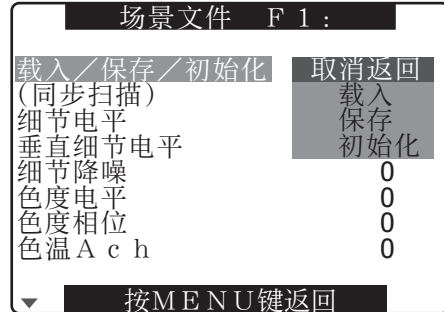 场景文件　Ｆ１：
载入／保存／初始化 取消返回
(同步扫描) 载入
细节电平 保存
垂直细节电平 初始化
细节降噪 0
色度电平 0
色度相位 0
色温Ａｃｈ 0
按ＭＥＮＵ键返回